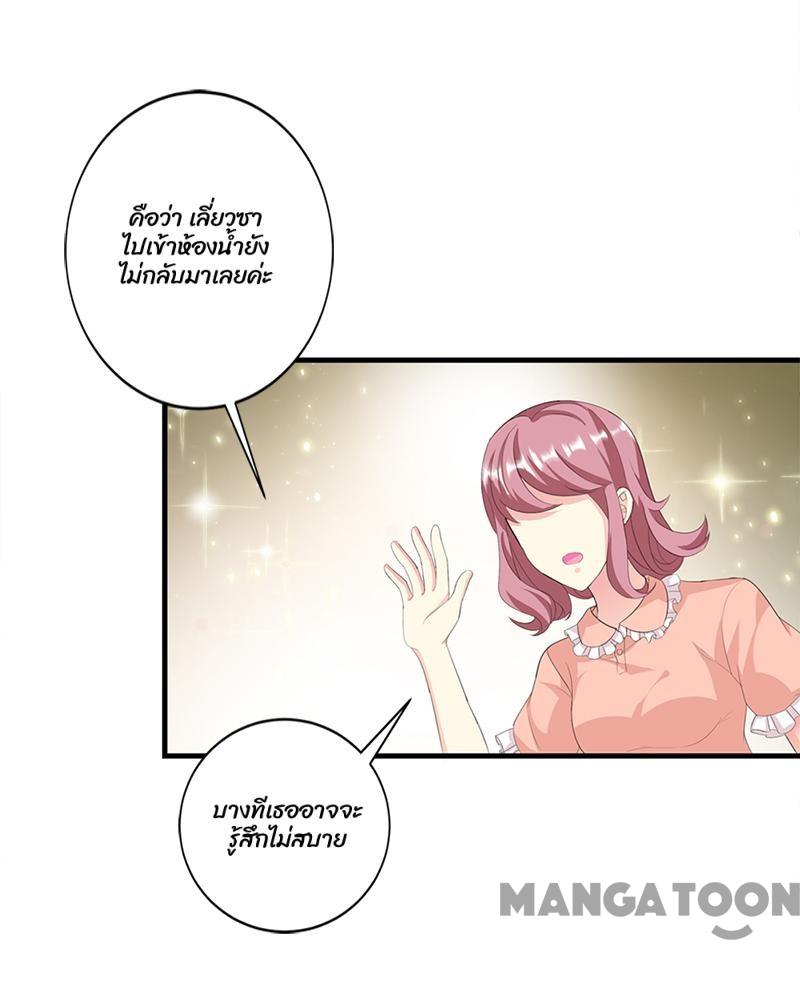 คือว่า เลี่ยวซา
ไปเข้าห้องน้ำยัง
ไม่กลับมาเลยค่ะ
บางทีเธออาจจะ
รู้สึกไม่สบาย
MANGATOON